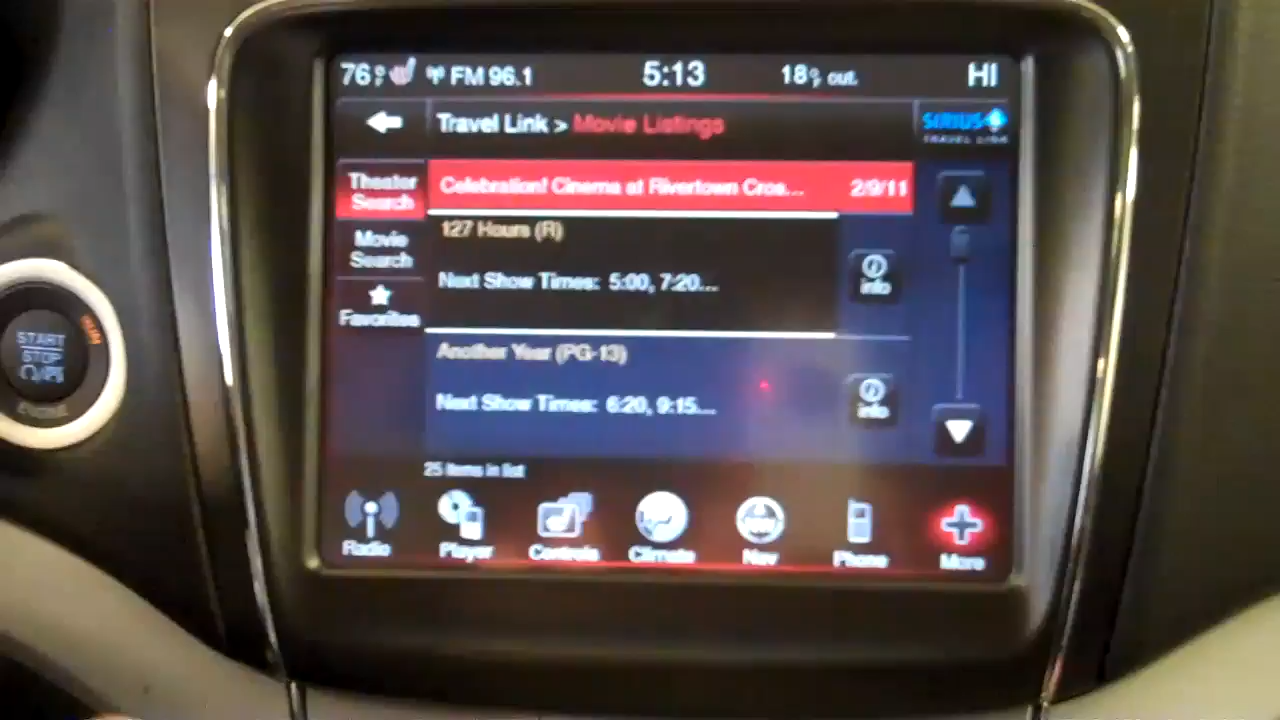 76°F FM 96.1 5:13 18°F out. HI
Travel Link > Movie Listings
SIRIUS
TRAVEL LINK
Theater Search
Celebration! Cinema at Rivertown Cros... 2/9/11
Movie Search
Favorites
127 Hours (R)
Next Show Times: 5:00, 7:20...
info
Another Year (PG-13)
Next Show Times: 6:20, 9:15...
info
25 items in list
Radio Player Controls Climate Nav Phone More
START
STOP
RUN